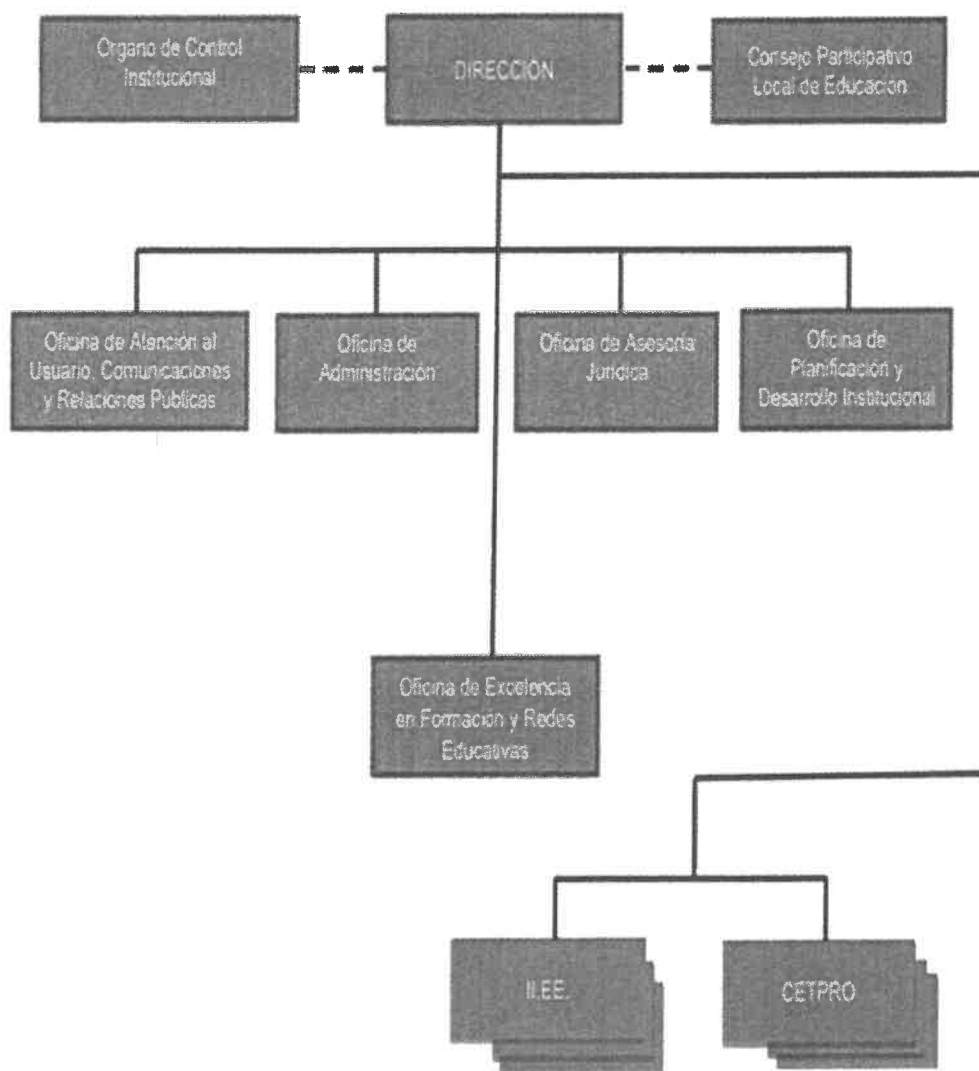 Organo de Control
Institucional
DIRECCIÓN
Consejo Participativo
Local de Educación
Oficina de Atención al
Usuario, Comunicaciones
y Relaciones Públicas
Oficina de
Administración
Oficina de Asesoría
Jurídica
Oficina de
Planificación y
Desarrollo Institucional
Oficina de Excelencia
en Formación y Redes
Educativas
II.EE.
CETPRO